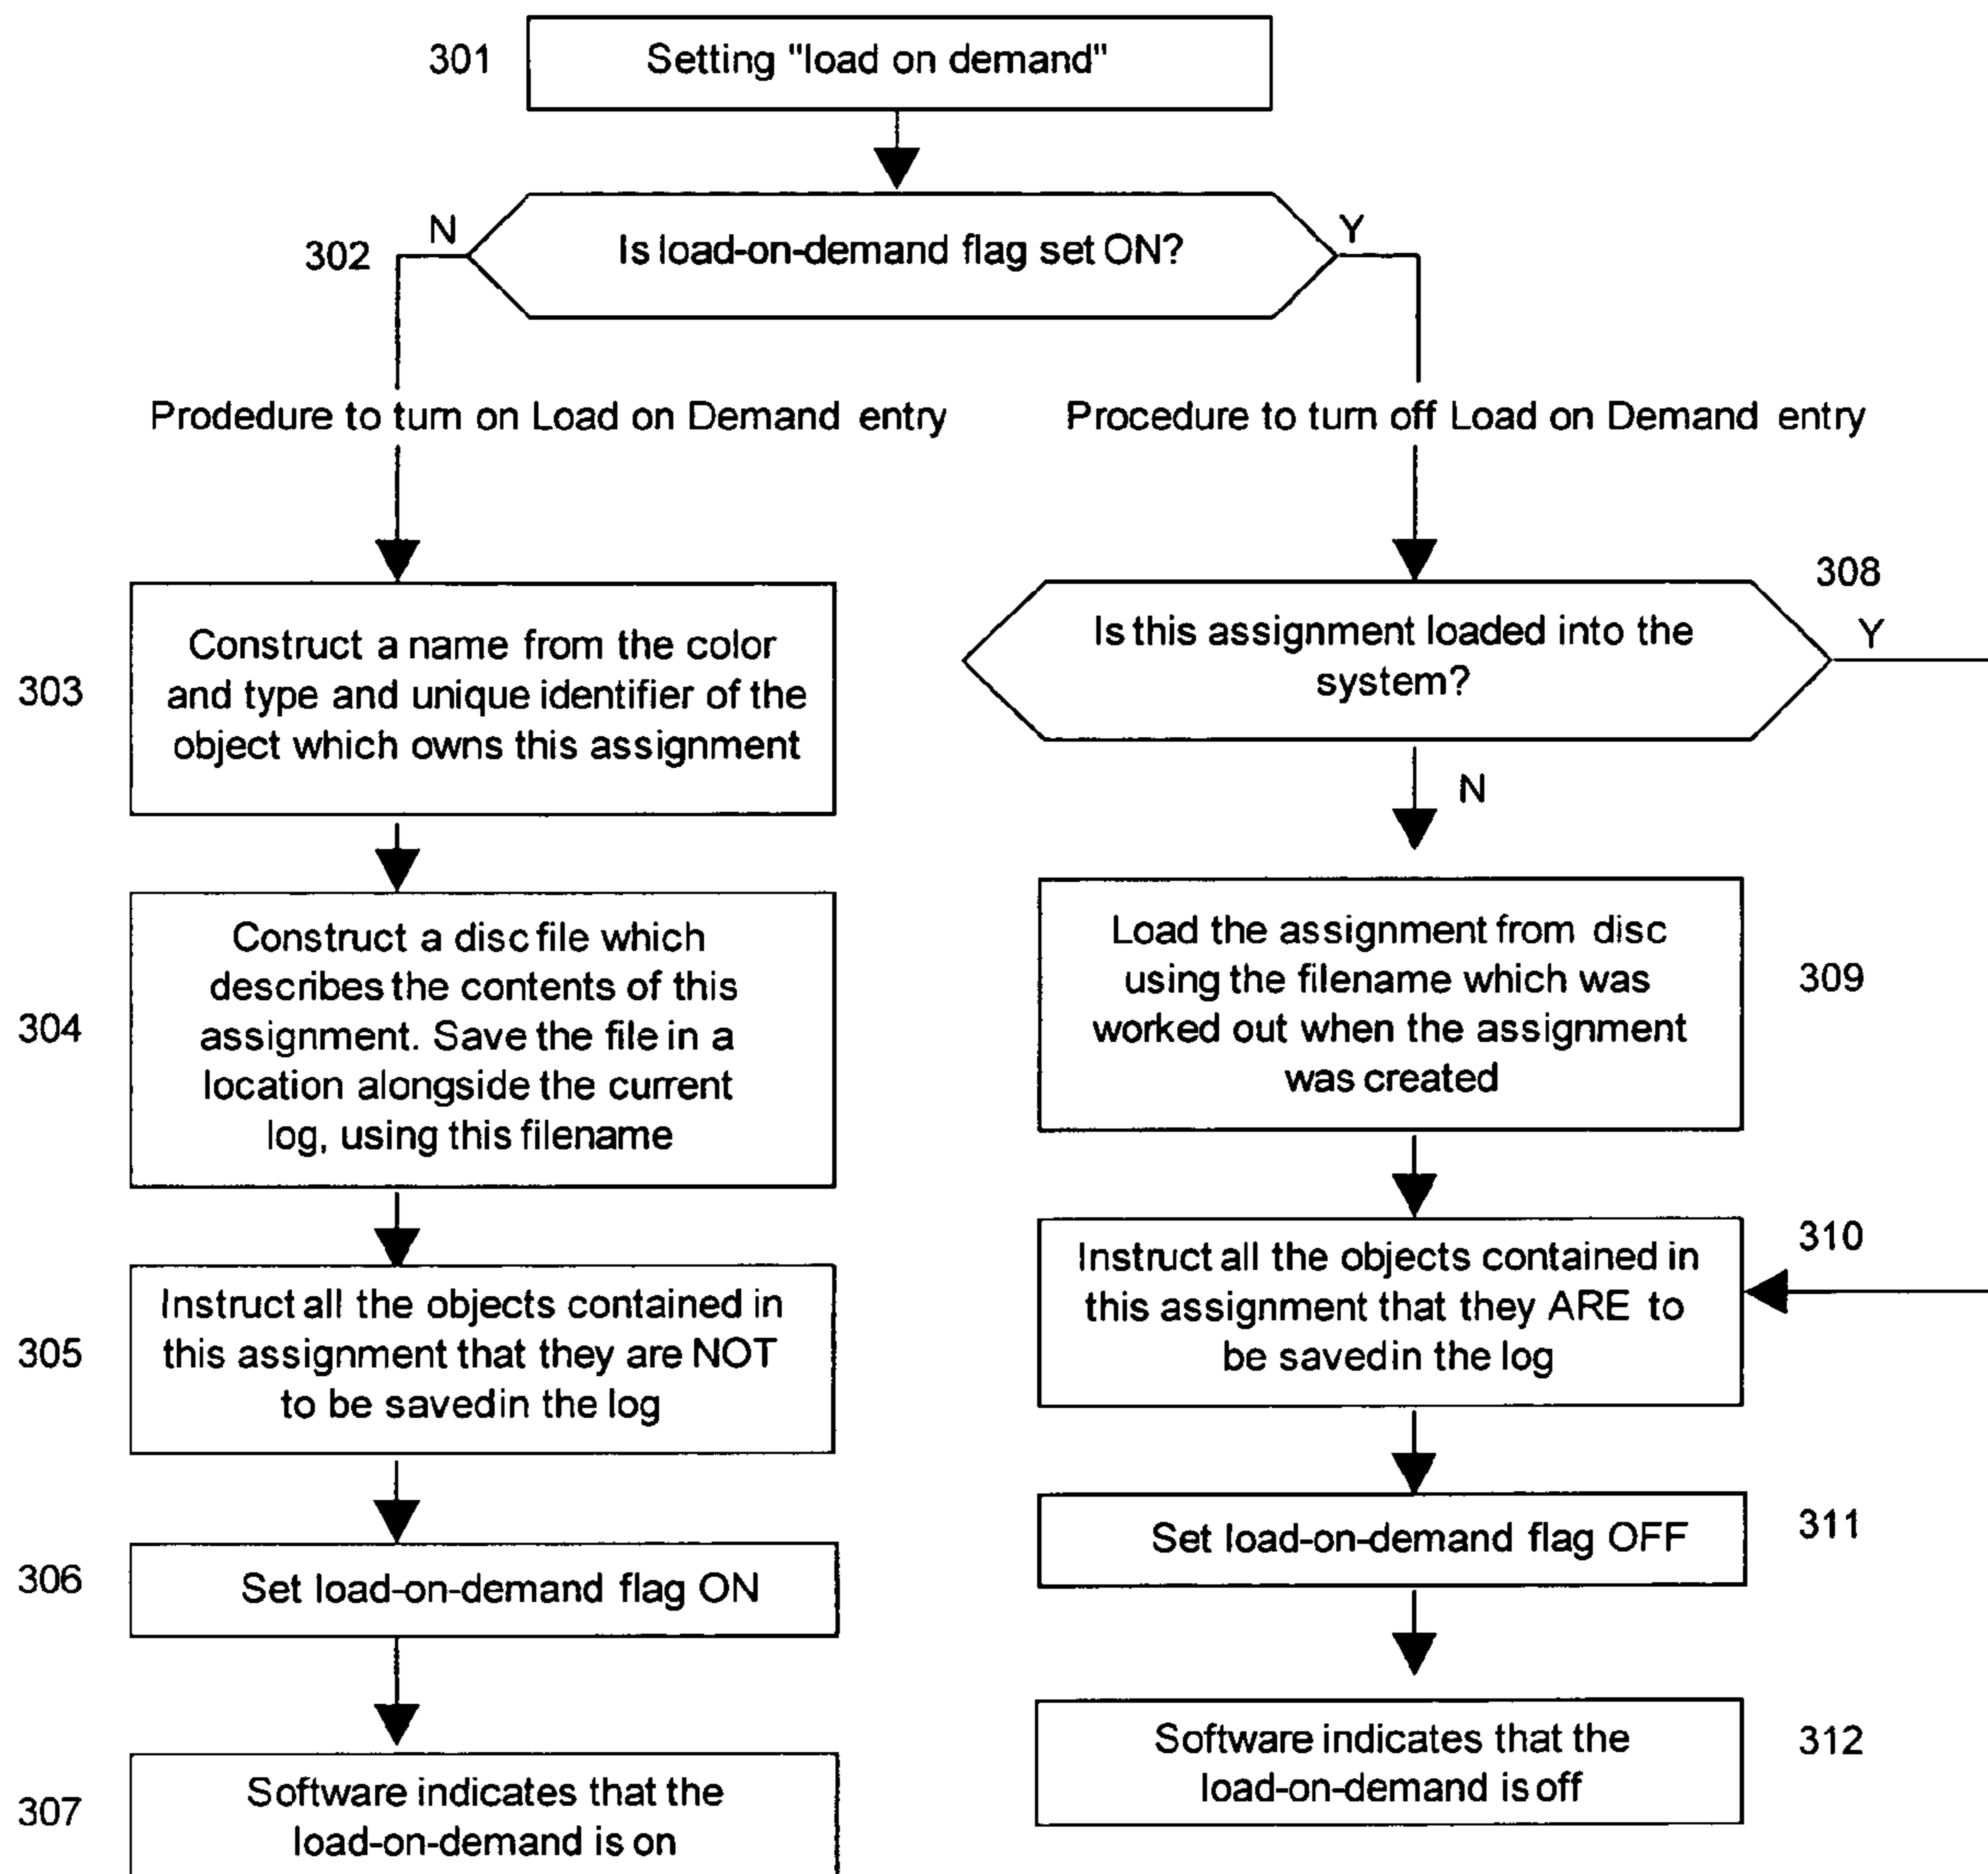 301
Setting "load on demand"
302
N
Is load-on-demand flag set ON?
Y
Prodedure to turn on Load on Demand entry
Procedure to turn off Load on Demand entry
303
Construct a name from the color
and type and unique identifier of the
object which owns this assignment
304
Construct a disc file which
describes the contents of this
assignment. Save the file in a
location alongside the current
log, using this filename
305
Instruct all the objects contained in
this assignment that they are NOT
to be saved in the log
306
Set load-on-demand flag ON
307
Software indicates that the
load-on-demand is on
308
Is this assignment loaded into the
system?
Y
N
Load the assignment from disc
using the filename which was
worked out when the assignment
was created
309
Instruct all the objects contained in
this assignment that they ARE to
be saved in the log
310
Set load-on-demand flag OFF
311
Software indicates that the
load-on-demand is off
312